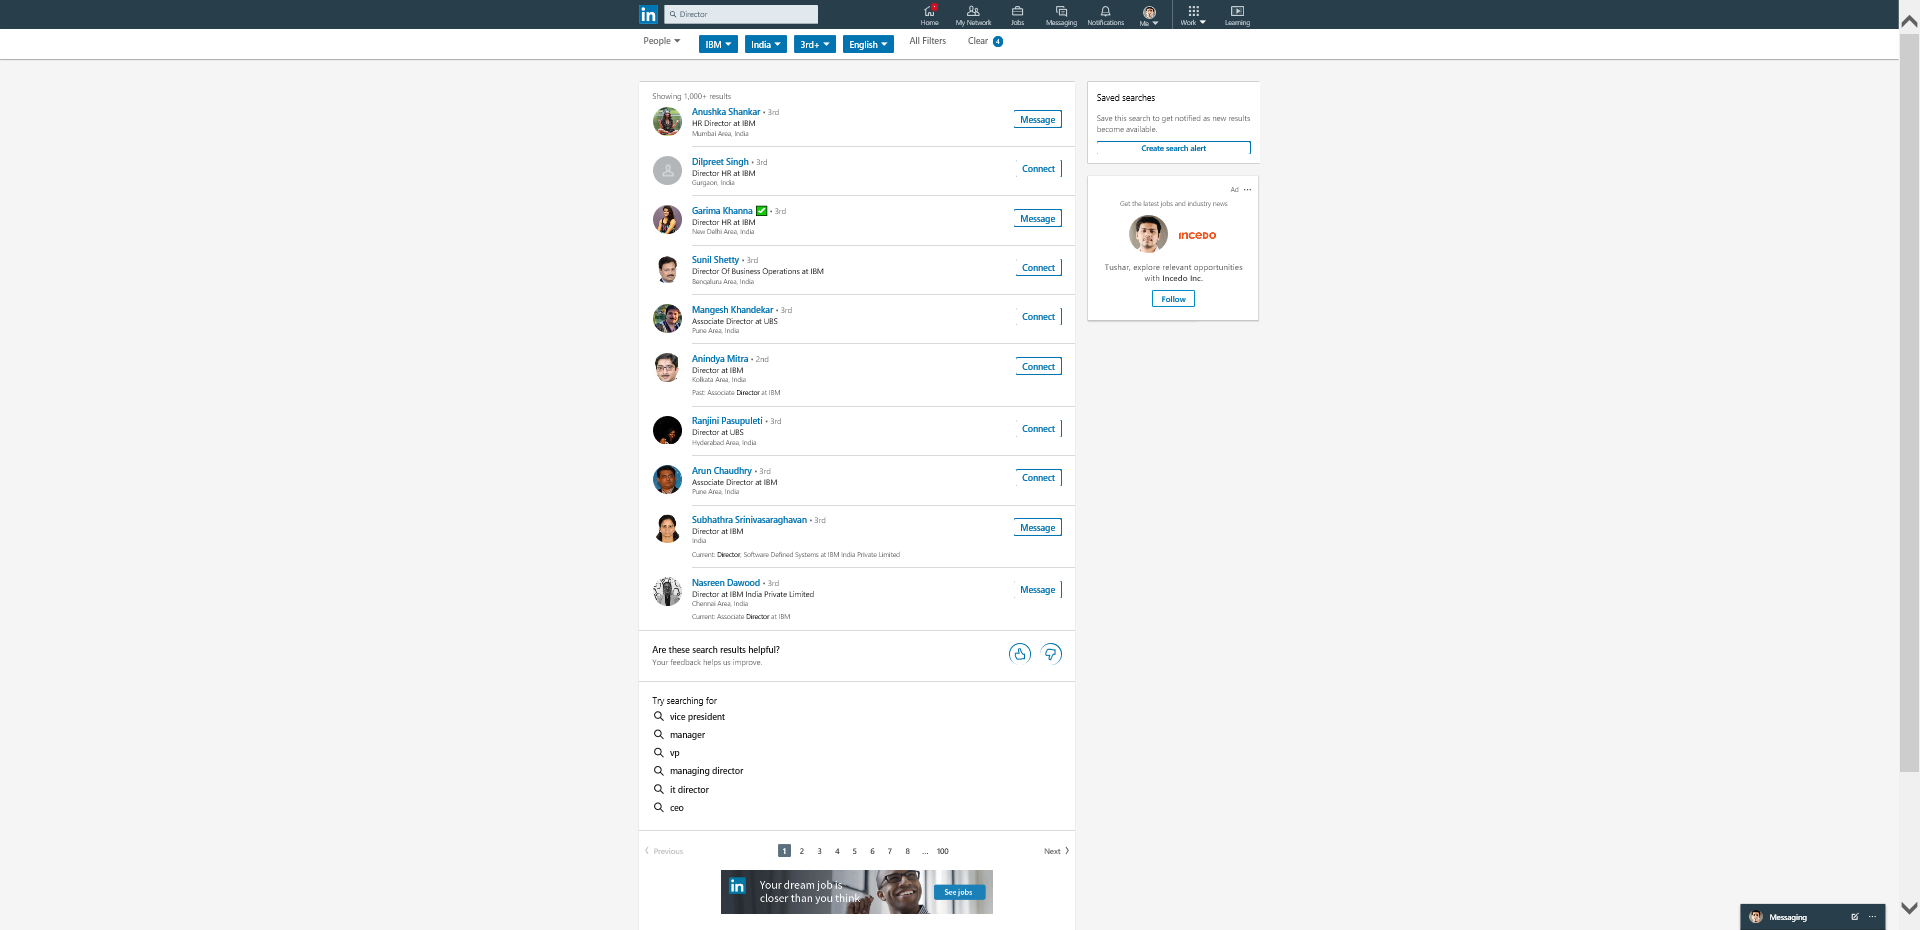 in
Director
Home
My Network
Jobs
Messaging
Notifications
Me
Work
Learning
People
IBM
India
3rd+
English
All Filters
Clear 4
Showing 1,000+ results
Anushka Shankar • 3rd
HR Director at IBM
Mumbai Area, India
Message
Dilpreet Singh • 3rd
Director HR at IBM
Gurgaon, India
Connect
Garima Khanna ✅ • 3rd
Director HR at IBM
New Delhi Area, India
Message
Sunil Shetty • 3rd
Director Of Business Operations at IBM
Bengaluru Area, India
Connect
Mangesh Khandekar • 3rd
Associate Director at UBS
Pune Area, India
Connect
Anindya Mitra • 2nd
Director at IBM
Kolkata Area, India
Past: Associate Director at IBM
Connect
Ranjini Pasupuleti • 3rd
Director at UBS
Hyderabad Area, India
Connect
Arun Chaudhry • 3rd
Associate Director at IBM
Pune Area, India
Connect
Subhathra Srinivasaraghavan • 3rd
Director at IBM
India
Current: Director, Software Defined Systems at IBM India Private Limited
Message
Nasreen Dawood • 3rd
Director at IBM India Private Limited
Chennai Area, India
Current: Associate Director at IBM
Message
Are these search results helpful?
Your feedback helps us improve.
Try searching for
vice president
manager
vp
managing director
it director
ceo
Previous
1 2 3 4 5 6 7 8 ... 100
Next
in
Your dream job is
closer than you think
See jobs
Saved searches
Save this search to get notified as new results
become available.
Create search alert
Ad ...
Get the latest jobs and industry news
INCEDO
Tushar, explore relevant opportunities
with Incedo Inc.
Follow
Messaging